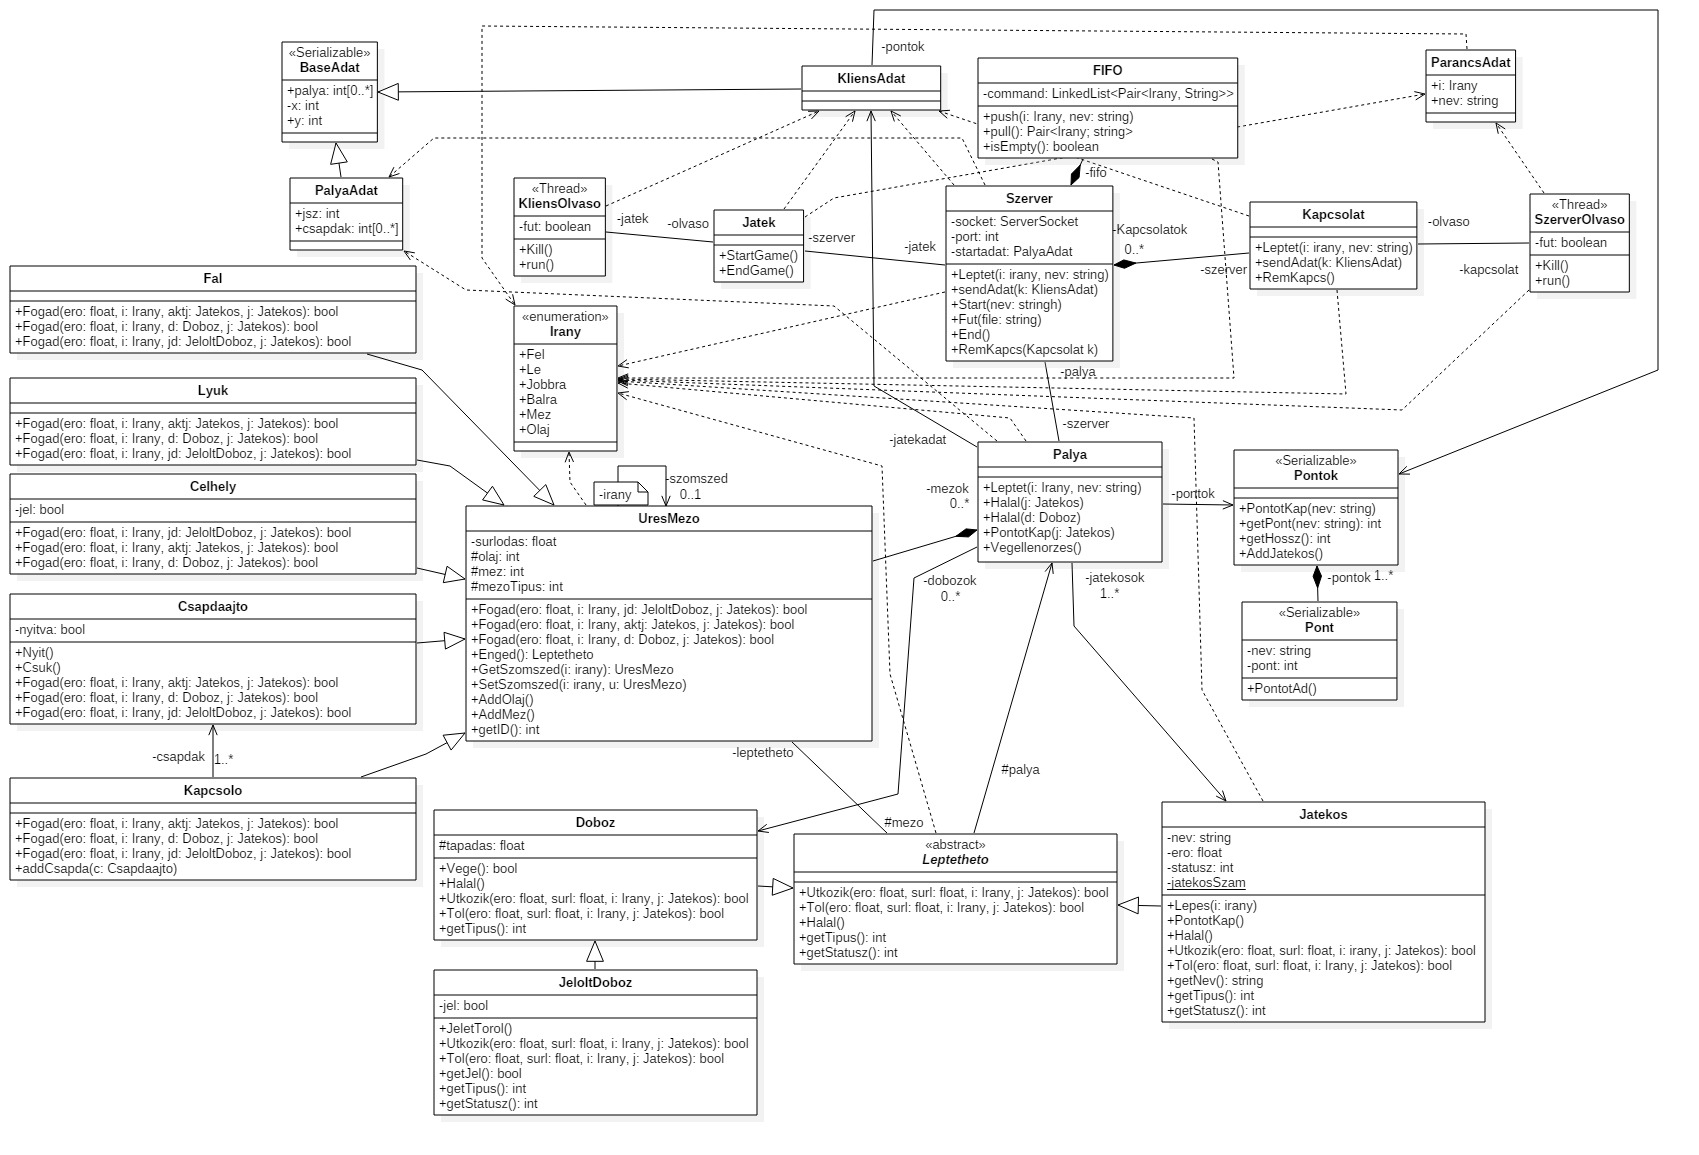 «Serializable»
BaseAdat
+palya: int[0..*]
-x: int
+y: int
PalyaAdat
+jsz: int
+csapdak: int[0..*]
-pontok
KliensAdat
FIFO
-command: LinkedList<Pair<Irany, String>>
+push(i: Irany, nev: string)
+pull(): Pair<Irany; string>
+isEmpty(): boolean
ParancsAdat
+i: Irany
+nev: string
«Thread»
KliensOlvaso
-fut: boolean
+Kill()
+run()
-jatek
-olvaso
Jatek
+StartGame()
+EndGame()
-szerver
-jatek
-fifo
Szerver
-socket: ServerSocket
-port: int
-startadat: PalyaAdat
+Leptet(i: irany, nev: string)
+sendAdat(k: KliensAdat)
+Start(nev: stringh)
+Fut(file: string)
+End()
+RemKapcs(Kapcsolat k)
-Kapcsolatok
0..*
-szerver
Kapcsolat
+Leptet(i: irany, nev: string)
+sendAdat(k: KliensAdat)
+RemKapcs()
-olvaso
-kapcsolat
«Thread»
SzerverOlvaso
-fut: boolean
+Kill()
+run()
Fal
+Fogad(ero: float, i: Irany, aktj: Jatekos, j: Jatekos): bool
+Fogad(ero: float, i: Irany, d: Doboz, j: Jatekos): bool
+Fogad(ero: float, i: Irany, jd: JeloltDoboz, j: Jatekos): bool
«enumeration»
Irany
+Fel
+Le
+Jobbra
+Balra
+Mez
+Olaj
Lyuk
+Fogad(ero: float, i: Irany, aktj: Jatekos, j: Jatekos): bool
+Fogad(ero: float, i: Irany, d: Doboz, j: Jatekos): bool
+Fogad(ero: float, i: Irany, jd: JeloltDoboz, j: Jatekos): bool
-palya
-szerver
-jatekadat
Celhely
-jel: bool
+Fogad(ero: float, i: Irany, jd: JeloltDoboz, j: Jatekos): bool
+Fogad(ero: float, i: Irany, aktj: Jatekos, j: Jatekos): bool
+Fogad(ero: float, i: Irany, d: Doboz, j: Jatekos): bool
-irany
-szomszed
0..1
-mezok
0..*
Palya
+Leptet(i: Irany, nev: string)
+Halal(j: Jatekos)
+Halal(d: Doboz)
+PontotKap(j: Jatekos)
+Vegellenorzes()
-pontok
«Serializable»
Pontok
+PontotKap(nev: string)
+getPont(nev: string): int
+getHossz(): int
+AddJatekos()
-pontok
1..*
«Serializable»
Pont
-nev: string
-pont: int
+PontotAd()
UresMezo
-surlodas: float
#olaj: int
#mez: int
#mezoTipus: int
+Fogad(ero: float, i: Irany, jd: JeloltDoboz, j: Jatekos): bool
+Fogad(ero: float, i: Irany, aktj: Jatekos, j: Jatekos): bool
+Fogad(ero: float, i: Irany, d: Doboz, j: Jatekos): bool
+Enged(): Leptetheto
+GetSzomszed(i: irany): UresMezo
+SetSzomszed(i: irany, u: UresMezo)
+AddOlaj()
+AddMez()
+getID(): int
-dobozok
0..*
-jatekosok
1..*
Csapdaajto
-nyitva: bool
+Nyit()
+Csuk()
+Fogad(ero: float, i: Irany, aktj: Jatekos, j: Jatekos): bool
+Fogad(ero: float, i: Irany, d: Doboz, j: Jatekos): bool
+Fogad(ero: float, i: Irany, jd: JeloltDoboz, j: Jatekos): bool
-csapdak
1..*
-leptetheto
#palya
#mezo
Kapcsolo
+Fogad(ero: float, i: Irany, aktj: Jatekos, j: Jatekos): bool
+Fogad(ero: float, i: Irany, d: Doboz, j: Jatekos): bool
+Fogad(ero: float, i: Irany, jd: JeloltDoboz, j: Jatekos): bool
+addCsapda(c: Csapdaajto)
Doboz
#tapadas: float
+Vege(): bool
+Halal()
+Utkozik(ero: float, surl: float, i: Irany, j: Jatekos): bool
+Tol(ero: float, surl: float, i: Irany, j: Jatekos): bool
+getTipus(): int
«abstract»
Leptetheto
+Utkozik(ero: float, surl: float, i: Irany, j: Jatekos): bool
+Tol(ero: float, surl: float, i: Irany, j: Jatekos): bool
+Halal()
+getTipus(): int
+getStatusz(): int
Jatekos
-nev: string
-ero: float
-statusz: int
-jatekosSzam
+Lepes(i: irany)
+PontotKap()
+Halal()
+Utkozik(ero: float, surl: float, i: irany, j: Jatekos): bool
+Tol(ero: float, surl: float, i: Irany, j: Jatekos): bool
+getNev(): string
+getTipus(): int
+getStatusz(): int
JeloltDoboz
-jel: bool
+JeletTorol()
+Utkozik(ero: float, surl: float, i: Irany, j: Jatekos): bool
+Tol(ero: float, surl: float, i: Irany, j: Jatekos): bool
+getJel(): bool
+getTipus(): int
+getStatusz(): int